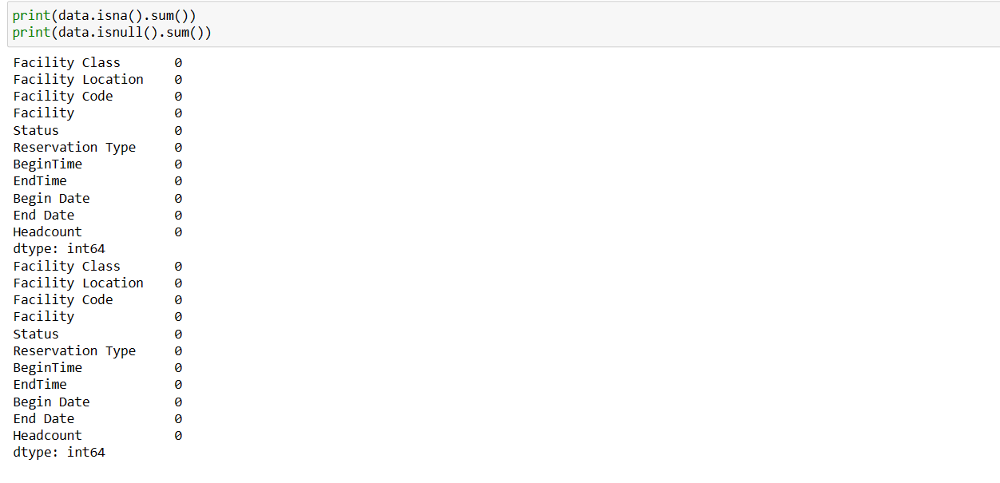 print(data.isna().sum())
print(data.isnull().sum())
Facility Class 0
Facility Location 0
Facility Code 0
Facility 0
Status 0
Reservation Type 0
BeginTime 0
EndTime 0
Begin Date 0
End Date 0
Headcount 0
dtype: int64
Facility Class 0
Facility Location 0
Facility Code 0
Facility 0
Status 0
Reservation Type 0
BeginTime 0
EndTime 0
Begin Date 0
End Date 0
Headcount 0
dtype: int64